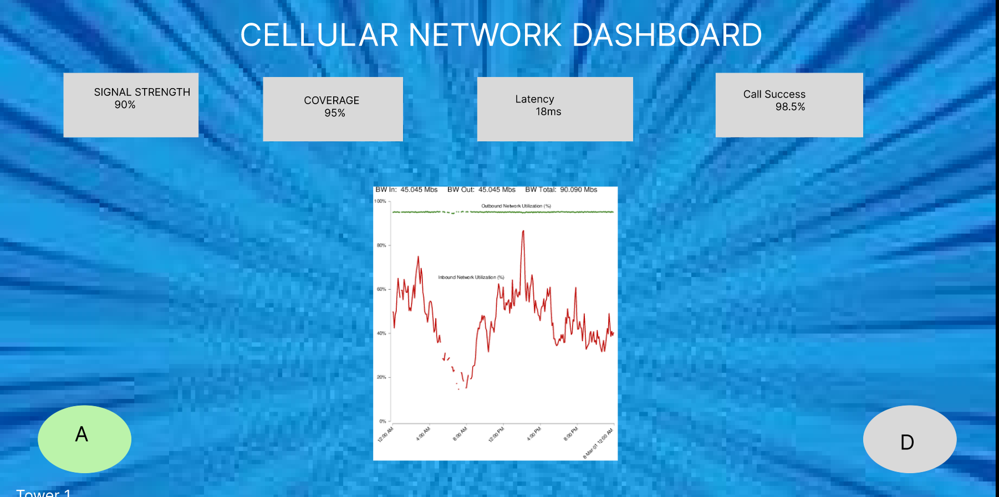 CELLULAR NETWORK DASHBOARD
SIGNAL STRENGTH
90%
COVERAGE
95%
Latency
18ms
Call Success
98.5%
BW In: 45.045 Mbs BW Out: 45.045 Mbs BW Total: 90.090 Mbs
100%
Outbound Network Utilization (%)
80%
Inbound Network Utilization (%)
60%
40%
20%
0%
12:00 AM
4:00 AM
8:00 AM
12:00 PM
4:00 PM
8:00 PM
8-Mar-01 12:00 AM
A
D
Tower 1